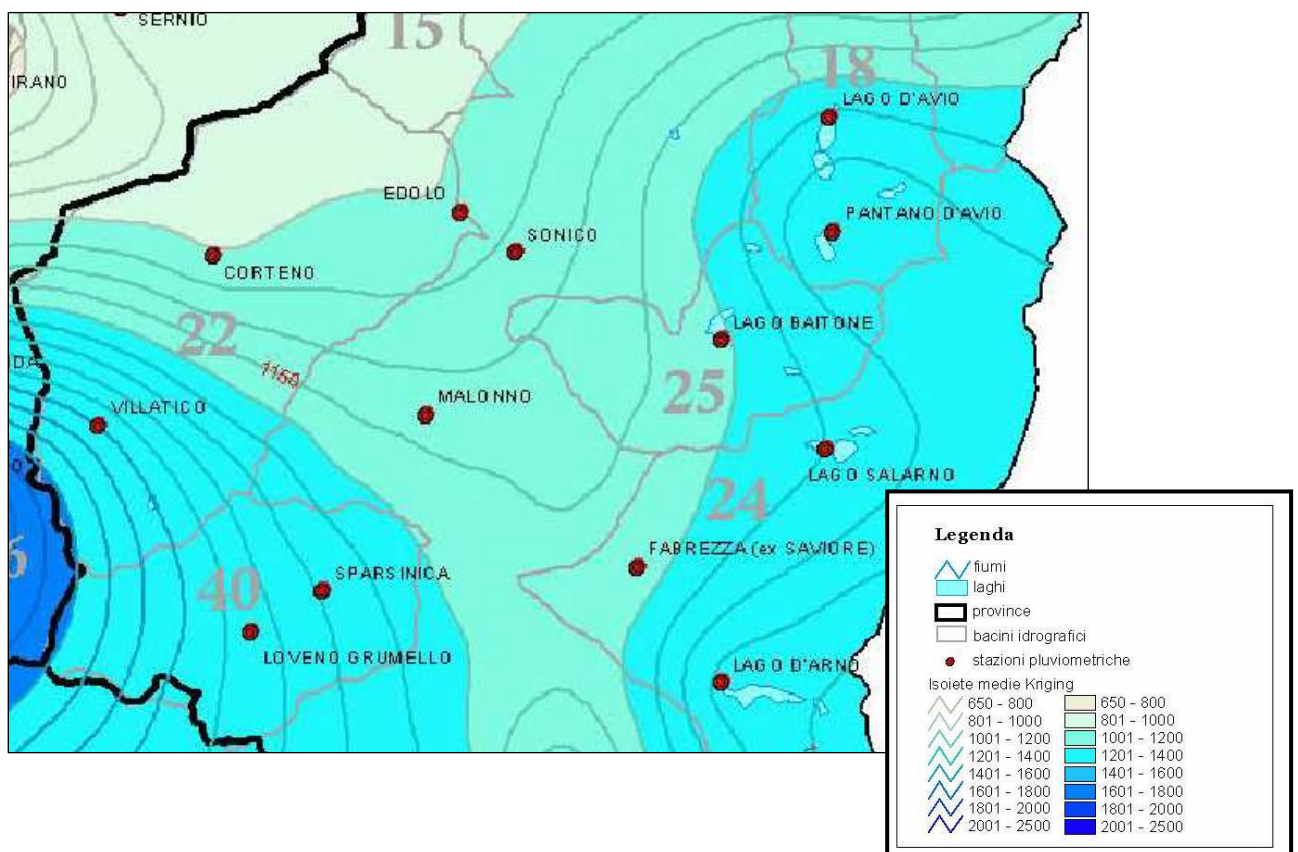 SERNIO
15
IRANO
18
LAGO D'AVIO
EDOLO
PANTANO D'AVIO
SONICO
CORTENO
LAGO BAITONE
22
1150
DA
25
VILLATICO
MALONNO
LAGO SALARNO
24
FABREZZA (ex SAVIORE)
6
SPARSINICA
40
LOVENO GRUMELLO
LAGO D'ARNO
Legenda
fiumi
laghi
province
bacini idrografici
stazioni pluviometriche
Isoiete medie Kriging
650 - 800 650 - 800
801 - 1000 801 - 1000
1001 - 1200 1001 - 1200
1201 - 1400 1201 - 1400
1401 - 1600 1401 - 1600
1601 - 1800 1601 - 1800
1801 - 2000 1801 - 2000
2001 - 2500 2001 - 2500